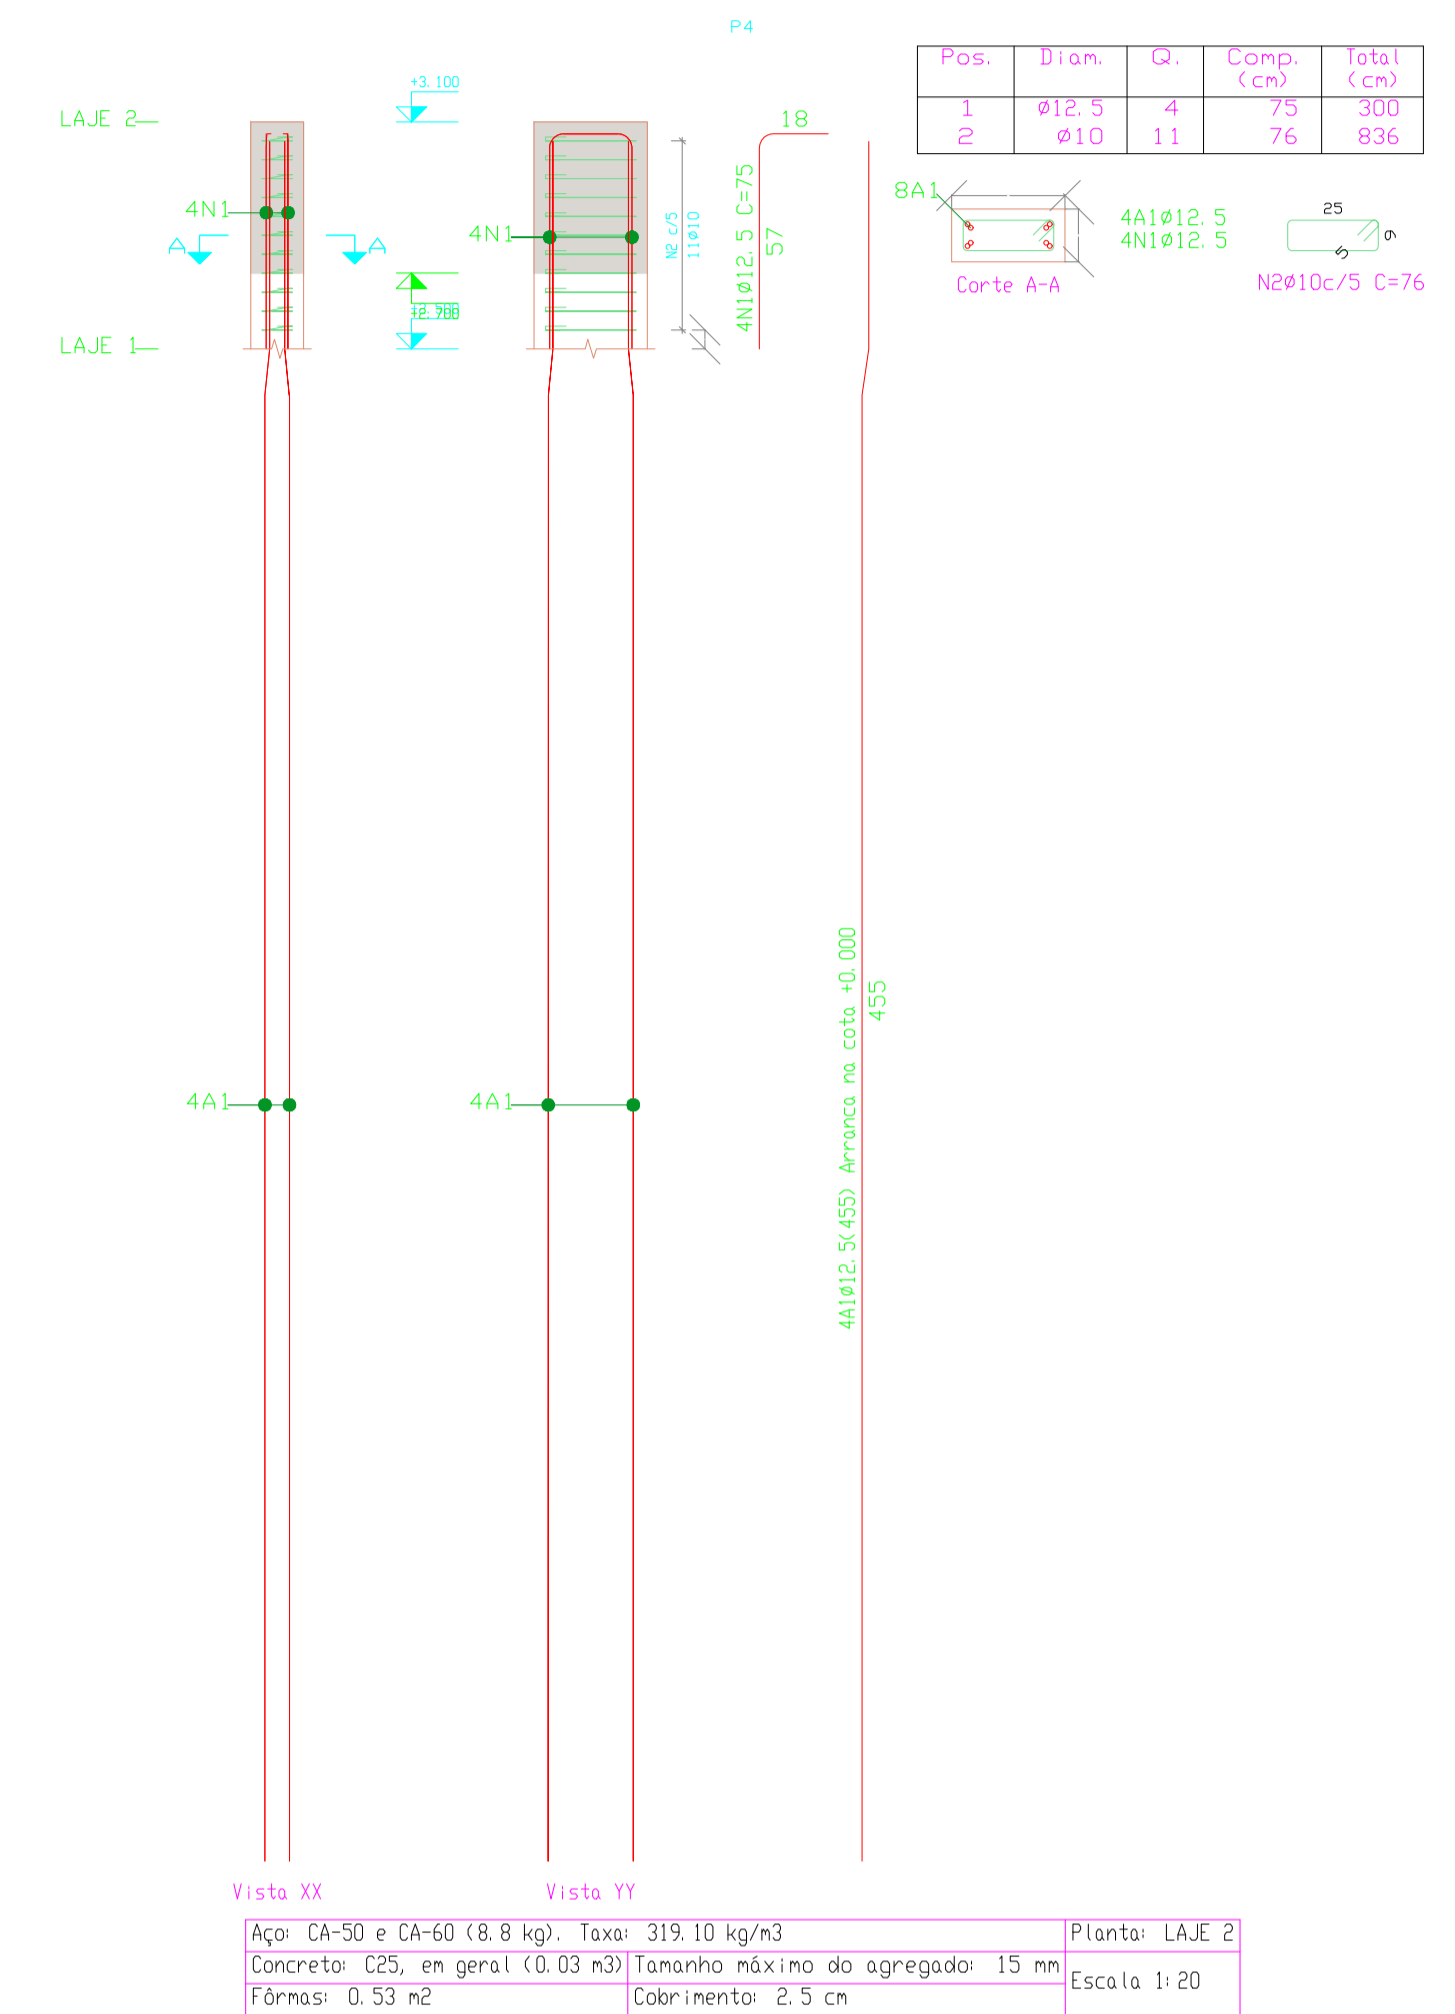 P4
Pos. Diam. Q. Comp. (cm) Total (cm)
1 ø12.5 4 75 300
2 ø10 11 76 836
+3.100
LAJE 2
4N1
A
A
+2.700
LAJE 1
4N1
N2 c/5
11ø10
18
4N1ø12.5 C=75
57
8A1
4A1ø12.5
4N1ø12.5
Corte A-A
25
9
5
N2ø10c/5 C=76
4A1ø12.5(455) Arranca na cota +0.000
455
4A1
4A1
Vista XX
Vista YY
Aço: CA-50 e CA-60 (8.8 kg). Taxa: 319.10 kg/m3
Planta: LAJE 2
Concreto: C25, em geral (0.03 m3)
Tamanho máximo do agregado: 15 mm
Escala 1:20
Fôrmas: 0.53 m2
Cobrimento: 2.5 cm